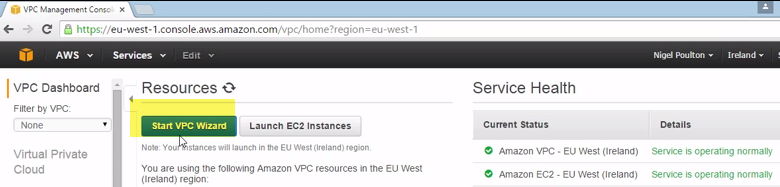 VPC Management Consol
https://eu-west-1.console.aws.amazon.com/vpc/home?region=eu-west-1
AWS Services Edit Nigel Poulton Ireland Support
VPC Dashboard
Filter by VPC:
None
Virtual Private
Cloud
Resources
Start VPC Wizard Launch EC2 Instances
Note: Your instances will launch in the EU West (Ireland) region.
You are using the following Amazon VPC resources in the EU West
(Ireland) region:
Service Health
Current Status Details
Amazon VPC - EU West (Ireland) Service is operating normally
Amazon EC2 - EU West (Ireland) Service is operating normally